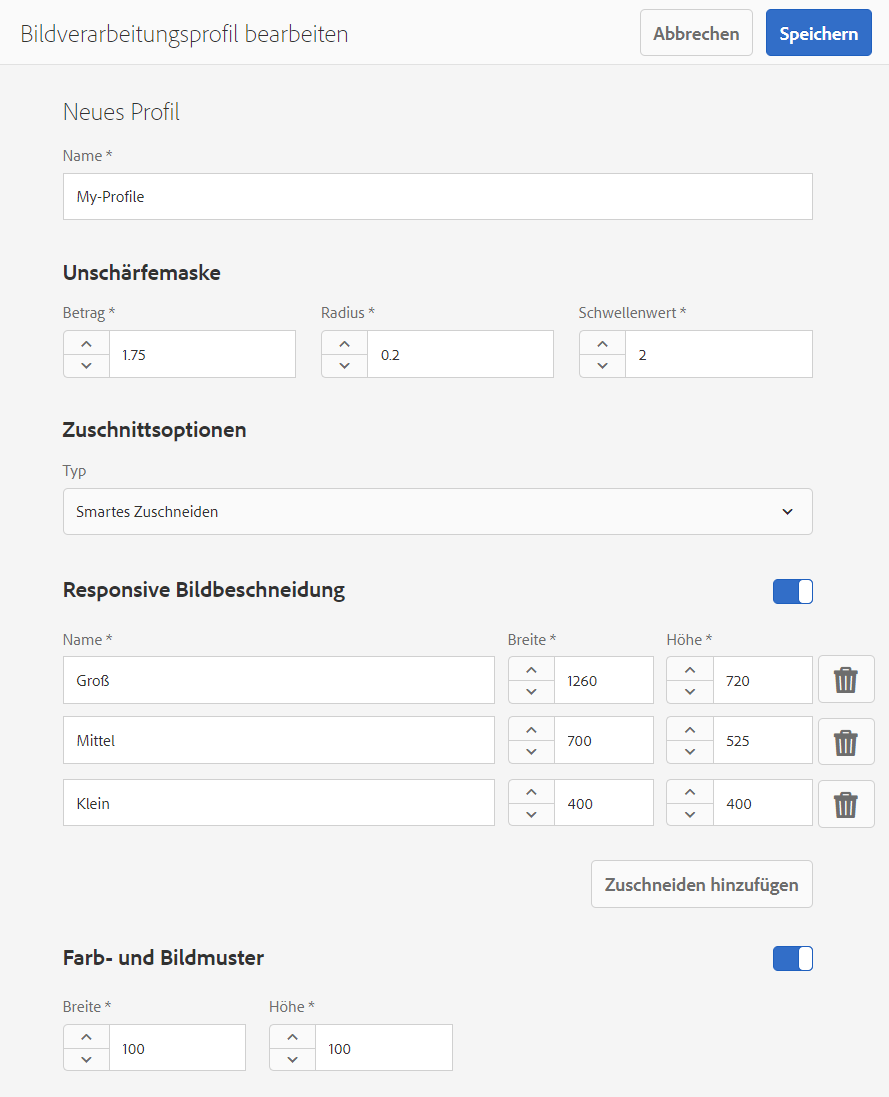 Bildverarbeitungsprofil bearbeiten Abbrechen Speichern
Neues Profil
Name *
My-Profile
Unschärfemaske
Betrag * Radius * Schwellenwert *
1.75 0.2 2
Zuschnittsoptionen
Typ
Smartes Zuschneiden
Responsive Bildbeschneidung
Name * Breite * Höhe *
Groß 1260 720
Mittel 700 525
Klein 400 400
Zuschneiden hinzufügen
Farb- und Bildmuster
Breite * Höhe *
100 100